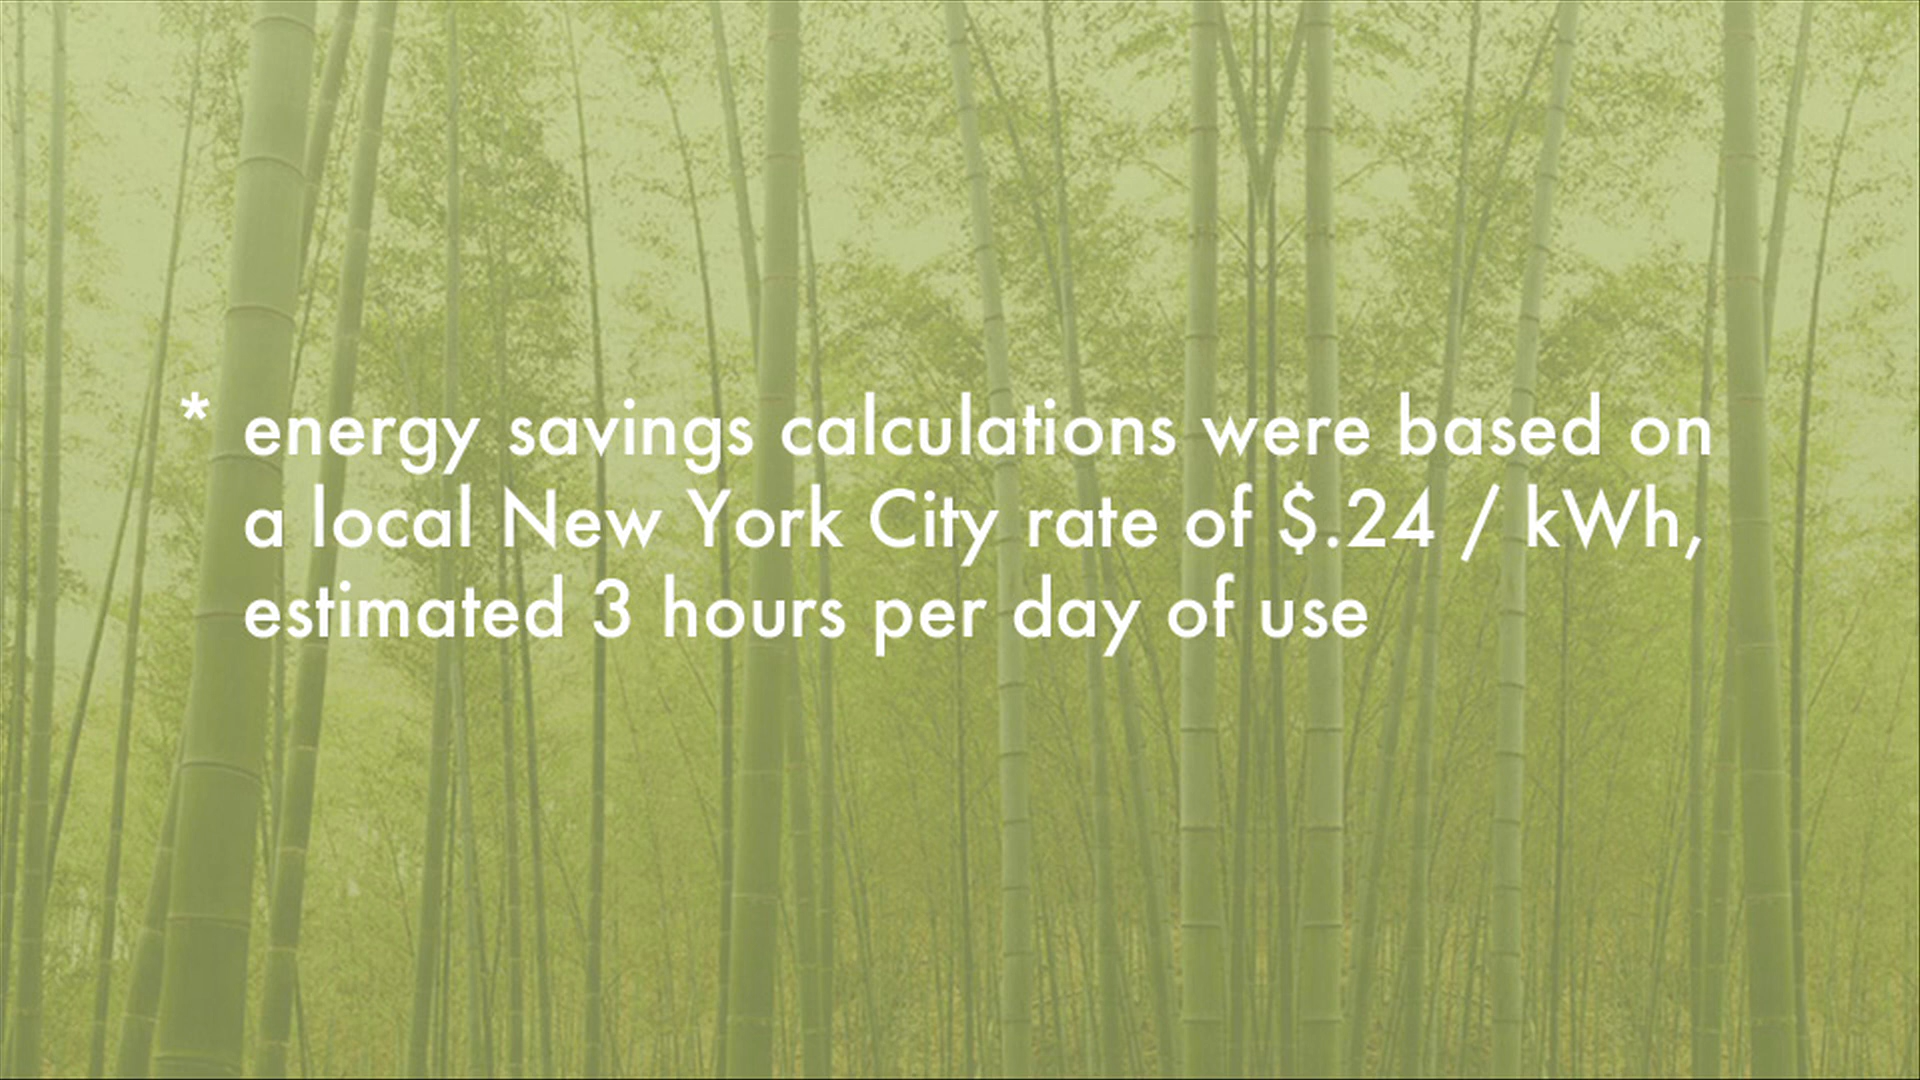 * energy savings calculations were based on
a local New York City rate of $.24 / kWh,
estimated 3 hours per day of use